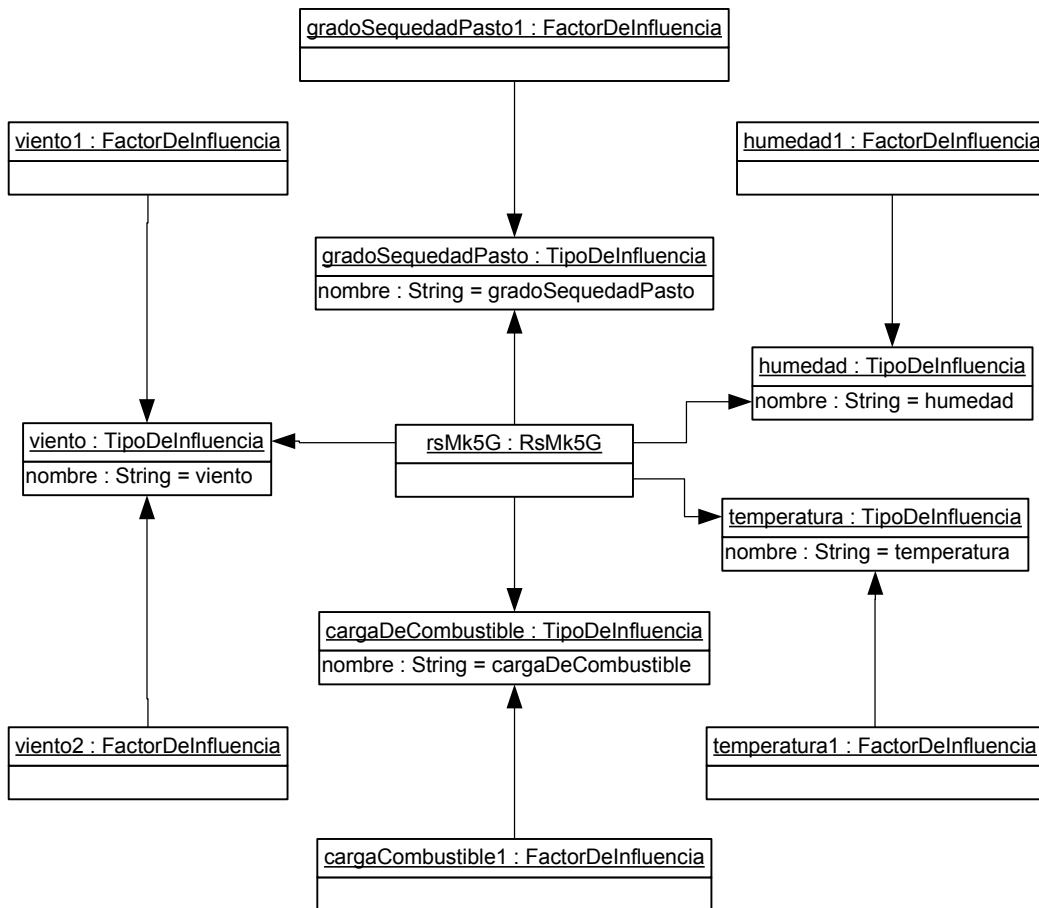 gradoSequedadPasto1 : FactorDeInfluencia
viento1 : FactorDeInfluencia
humedad1 : FactorDeInfluencia
gradoSequedadPasto : TipoDeInfluencia
nombre : String = gradoSequedadPasto
humedad : TipoDeInfluencia
nombre : String = humedad
viento : TipoDeInfluencia
nombre : String = viento
rsMk5G : RsMk5G
temperatura : TipoDeInfluencia
nombre : String = temperatura
cargaDeCombustible : TipoDeInfluencia
nombre : String = cargaDeCombustible
viento2 : FactorDeInfluencia
temperatura1 : FactorDeInfluencia
cargaCombustible1 : FactorDeInfluencia